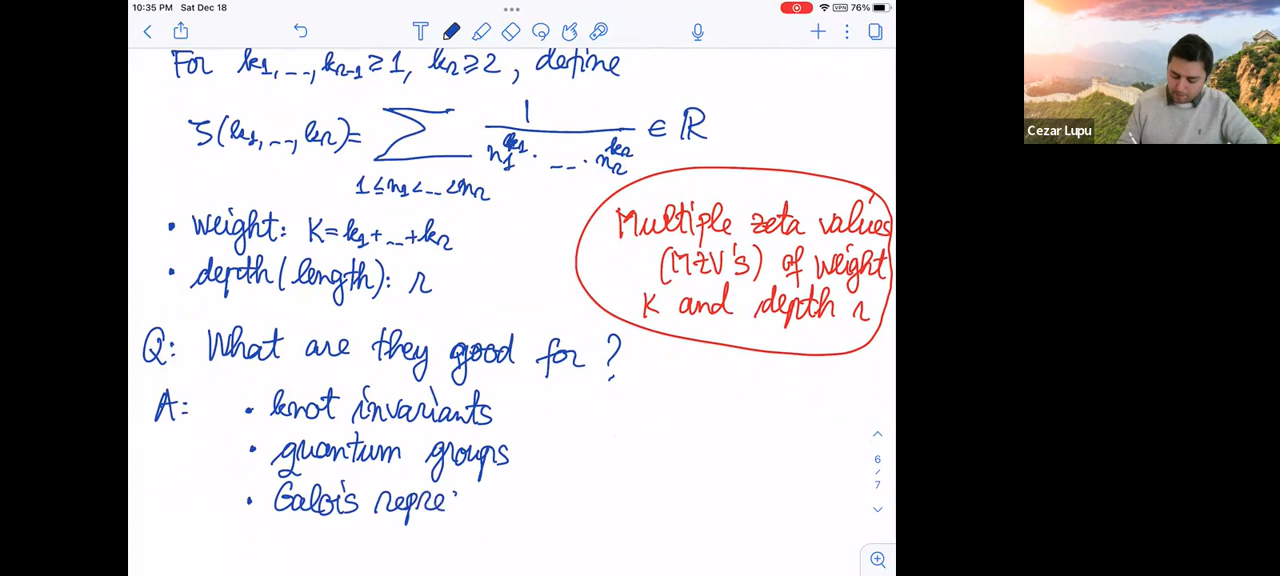 10:35 PM Sat Dec 18
VPN 76%
For k1, ..., kr-1 ≥ 1, kr ≥ 2, define
ζ(k1, ..., kr) = ∑ 1 / n1^k1 · ... · nr^kr ∈ ℝ
1 ≤ n1 < ... < nr
• weight: K = k1 + ... + kr
• depth (length): r
Multiple zeta values
(MZV's) of weight
K and depth r
Q: What are they good for?
A: • knot invariants
• quantum groups
• Galois repre
6
/
7
Cezar Lupu